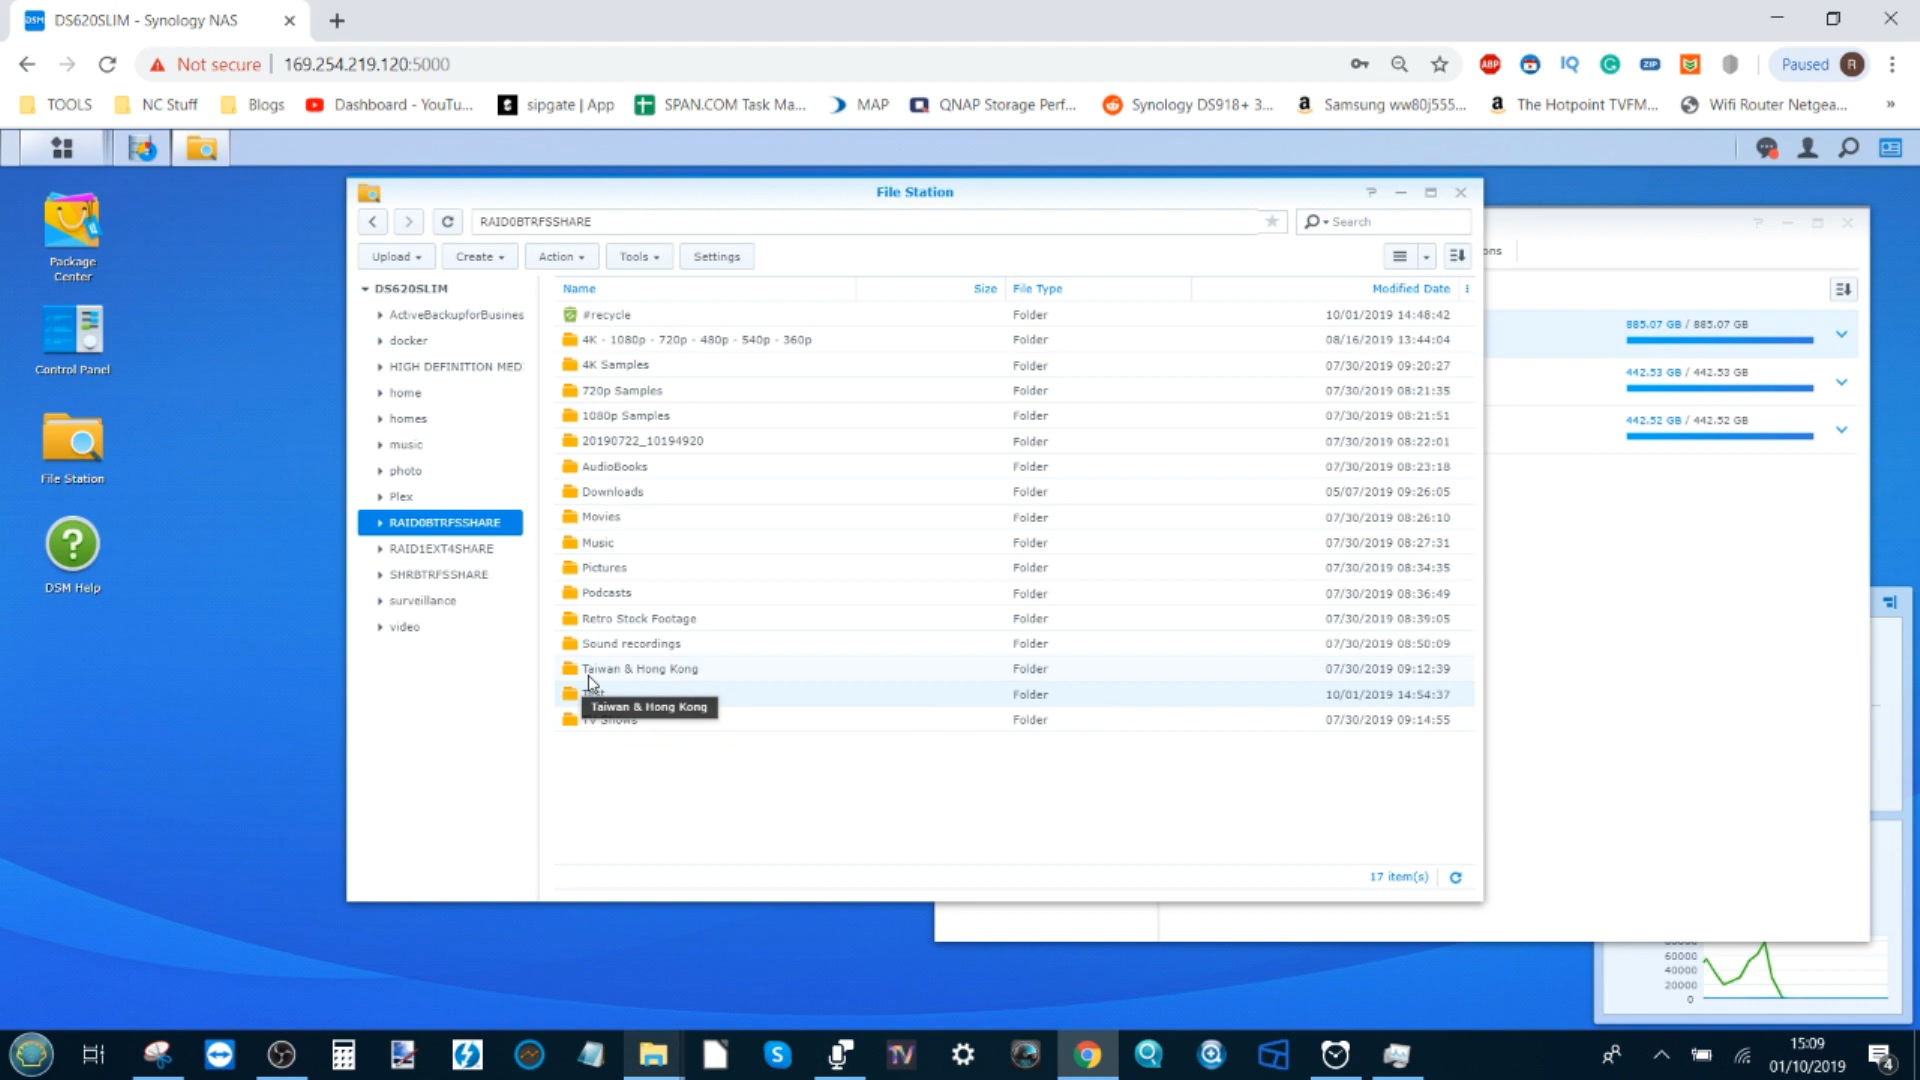 DSM DS620SLIM - Synology NAS
Not secure 169.254.219.120:5000
ABP IQ ZIP Paused R
TOOLS NC Stuff Blogs Dashboard - YouTu... sipgate | App SPAN.COM Task Ma... MAP QNAP Storage Perf... Synology DS918+ 3... Samsung ww80j555... The Hotpoint TVFM... Wifi Router Netgea... »
Package
Center
Control Panel
File Station
DSM Help
File Station
RAID0BTRFSSHARE
Search
Upload Create Action Tools Settings
DS620SLIM
ActiveBackupforBusines
docker
HIGH DEFINITION MED
home
homes
music
photo
Plex
RAID0BTRFSSHARE
RAID1EXT4SHARE
SHRBTRFSSHARE
surveillance
video
Name Size File Type Modified Date
#recycle Folder 10/01/2019 14:48:42
4K - 1080p - 720p - 480p - 540p - 360p Folder 08/16/2019 13:44:04
4K Samples Folder 07/30/2019 09:20:27
720p Samples Folder 07/30/2019 08:21:35
1080p Samples Folder 07/30/2019 08:21:51
20190722_10194920 Folder 07/30/2019 08:22:01
AudioBooks Folder 07/30/2019 08:23:18
Downloads Folder 05/07/2019 09:26:05
Movies Folder 07/30/2019 08:26:10
Music Folder 07/30/2019 08:27:31
Pictures Folder 07/30/2019 08:34:35
Podcasts Folder 07/30/2019 08:36:49
Retro Stock Footage Folder 07/30/2019 08:39:05
Sound recordings Folder 07/30/2019 08:50:09
Taiwan & Hong Kong Folder 07/30/2019 09:12:39
Folder 10/01/2019 14:54:37
Taiwan & Hong Kong
TV Shows Folder 07/30/2019 09:14:55
17 item(s)
ons
885.07 GB / 885.07 GB
442.53 GB / 442.53 GB
442.52 GB / 442.52 GB
60000
40000
20000
0
15:09
01/10/2019
4